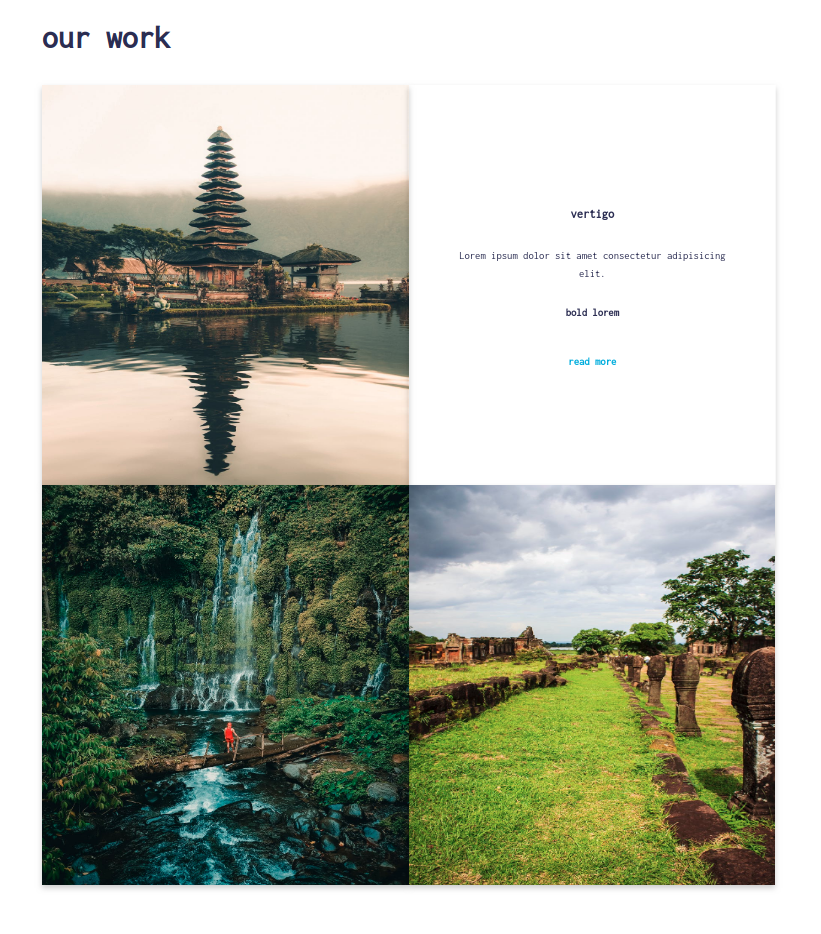 our work
vertigo
Lorem ipsum dolor sit amet consectetur adipisicing
elit.
bold lorem
read more